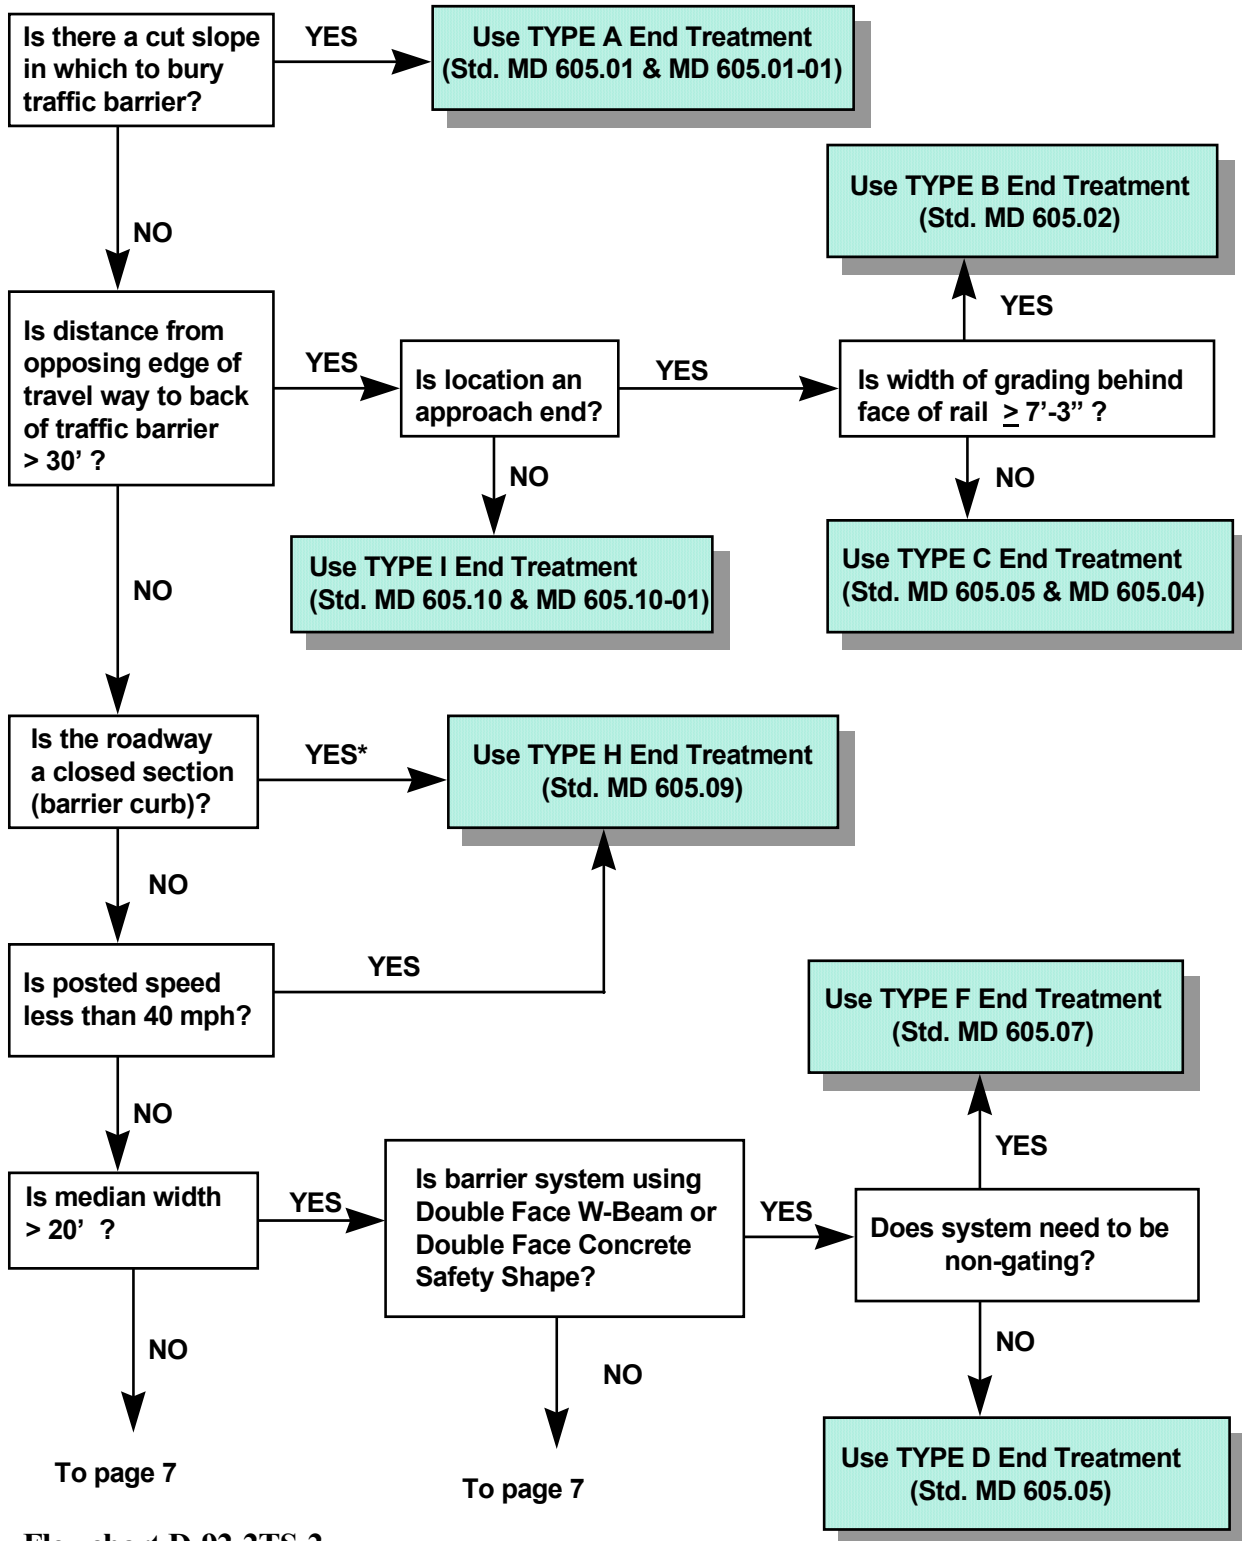 Is there a cut slope
in which to bury
traffic barrier?
YES
Use TYPE A End Treatment
(Std. MD 605.01 & MD 605.01-01)
NO
Use TYPE B End Treatment
(Std. MD 605.02)
YES
Is distance from
opposing edge of
travel way to back
of traffic barrier
> 30’ ?
YES
Is location an
approach end?
YES
Is width of grading behind
face of rail > 7’-3” ?
NO
NO
Use TYPE I End Treatment
(Std. MD 605.10 & MD 605.10-01)
Use TYPE C End Treatment
(Std. MD 605.05 & MD 605.04)
NO
Is the roadway
a closed section
(barrier curb)?
YES*
Use TYPE H End Treatment
(Std. MD 605.09)
NO
Is posted speed
less than 40 mph?
YES
Use TYPE F End Treatment
(Std. MD 605.07)
NO
YES
Is median width
> 20’ ?
YES
Is barrier system using
Double Face W-Beam or
Double Face Concrete
Safety Shape?
YES
Does system need to be
non-gating?
NO
NO
NO
To page 7
To page 7
Use TYPE D End Treatment
(Std. MD 605.05)